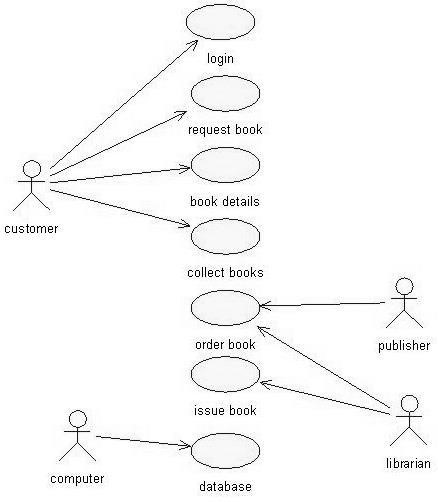 login
request book
book details
customer
collect books
order book
publisher
issue book
librarian
computer
database